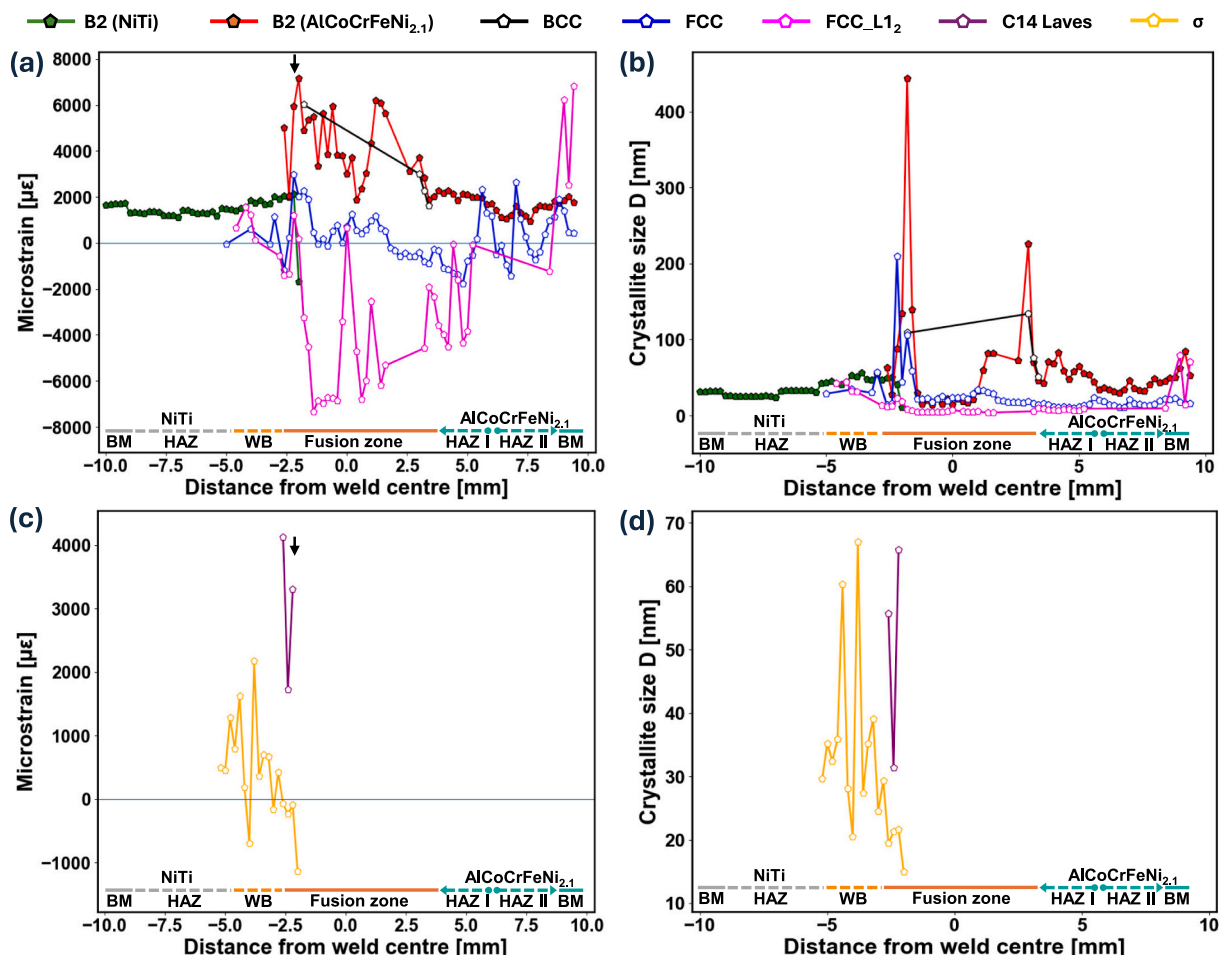 B2 (NiTi) B2 (AlCoCrFeNi₂.₁) BCC FCC FCC_L1₂ C14 Laves σ
(a)
Microstrain [με]
8000
6000
4000
2000
0
−2000
−4000
−6000
−8000
NiTi AlCoCrFeNi₂.₁
BM HAZ WB Fusion zone HAZ I HAZ II BM
−10.0 −7.5 −5.0 −2.5 0.0 2.5 5.0 7.5 10.0
Distance from weld centre [mm]
(b)
Crystallite size D [nm]
400
300
200
100
0
NiTi AlCoCrFeNi₂.₁
BM HAZ WB Fusion zone HAZ I HAZ II BM
−10 −5 0 5 10
Distance from weld centre [mm]
(c)
Microstrain [με]
4000
3000
2000
1000
0
−1000
NiTi AlCoCrFeNi₂.₁
BM HAZ WB Fusion zone HAZ I HAZ II BM
−10.0 −7.5 −5.0 −2.5 0.0 2.5 5.0 7.5 10.0
Distance from weld centre [mm]
(d)
Crystallite size D [nm]
70
60
50
40
30
20
10
NiTi AlCoCrFeNi₂.₁
BM HAZ WB Fusion zone HAZ I HAZ II BM
−10 −5 0 5 10
Distance from weld centre [mm]